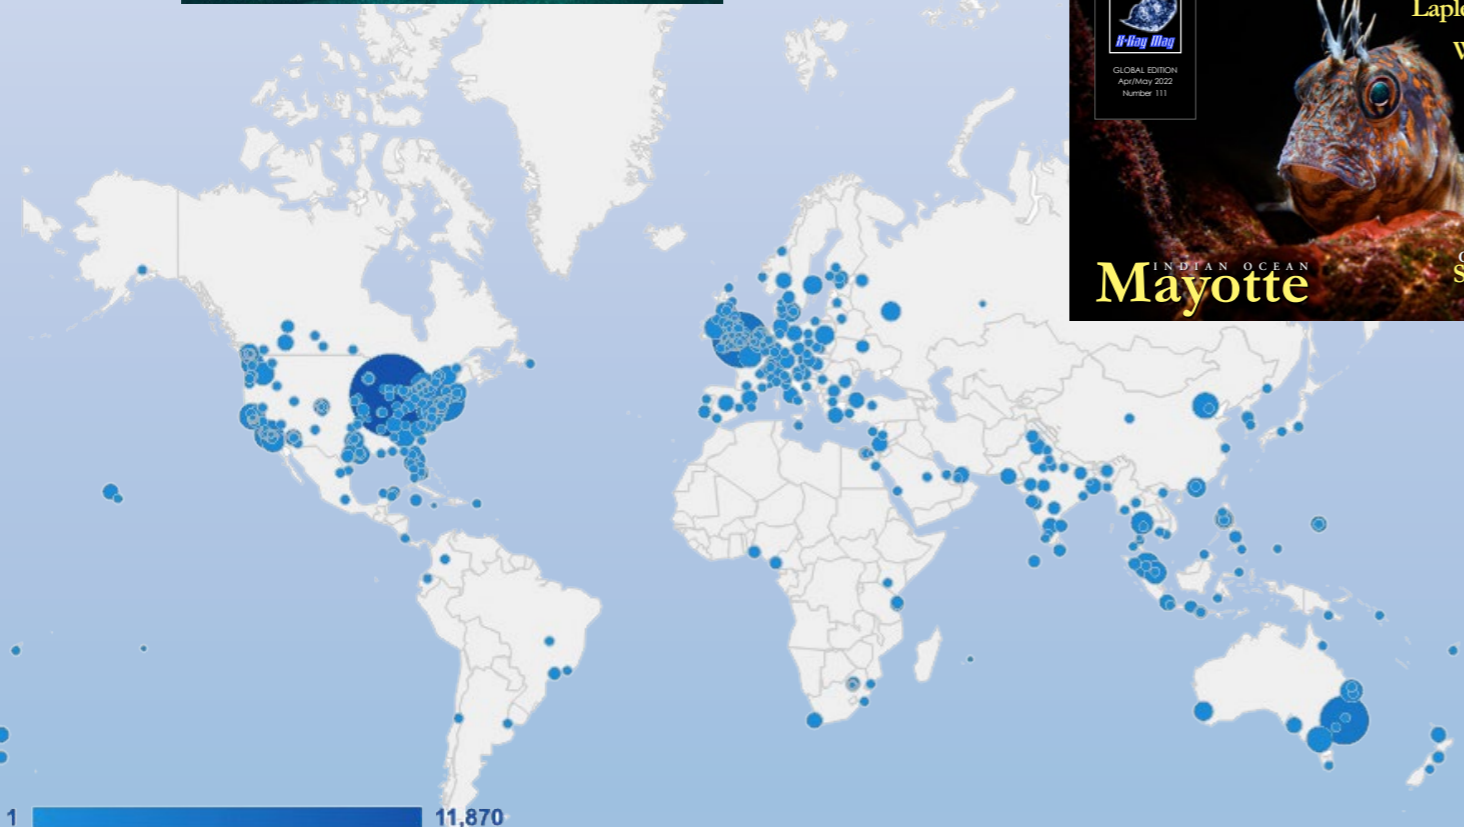 X-Ray Mag
GLOBAL EDITION
Apr/May 2022
Number 111
INDIAN OCEAN
Mayotte
1
11,870